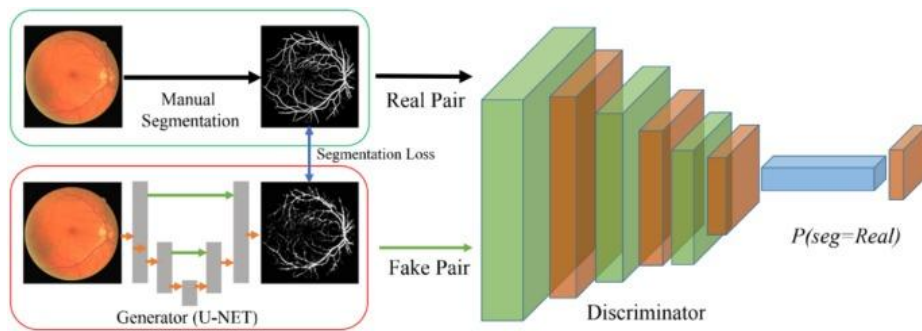 Manual
Segmentation
Real Pair
Segmentation Loss
Generator (U-NET)
Fake Pair
Discriminator
P(seg=Real)